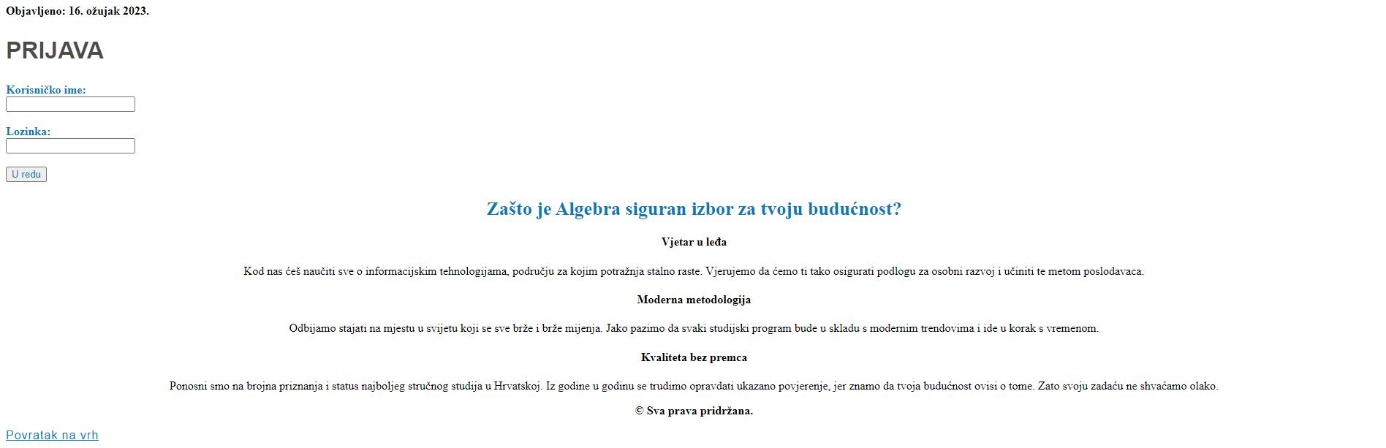 Objavljeno: 16. ožujak 2023.
PRIJAVA
Korisničko ime:
Lozinka:
U redu
Zašto je Algebra siguran izbor za tvoju budućnost?
Vjetar u leđa
Kod nas ćeš naučiti sve o informacijskim tehnologijama, području za kojim potražnja stalno raste. Vjerujemo da ćemo ti tako osigurati podlogu za osobni razvoj i učiniti te metom poslodavaca.
Moderna metodologija
Odbijamo stajati na mjestu u svijetu koji se sve brže i brže mijenja. Jako pazimo da svaki studijski program bude u skladu s modernim trendovima i ide u korak s vremenom.
Kvaliteta bez premca
Ponosni smo na brojna priznanja i status najboljeg stručnog studija u Hrvatskoj. Iz godine u godinu se trudimo opravdati ukazano povjerenje, jer znamo da tvoja budućnost ovisi o tome. Zato svoju zadaću ne shvaćamo olako.
© Sva prava pridržana.
Povratak na vrh